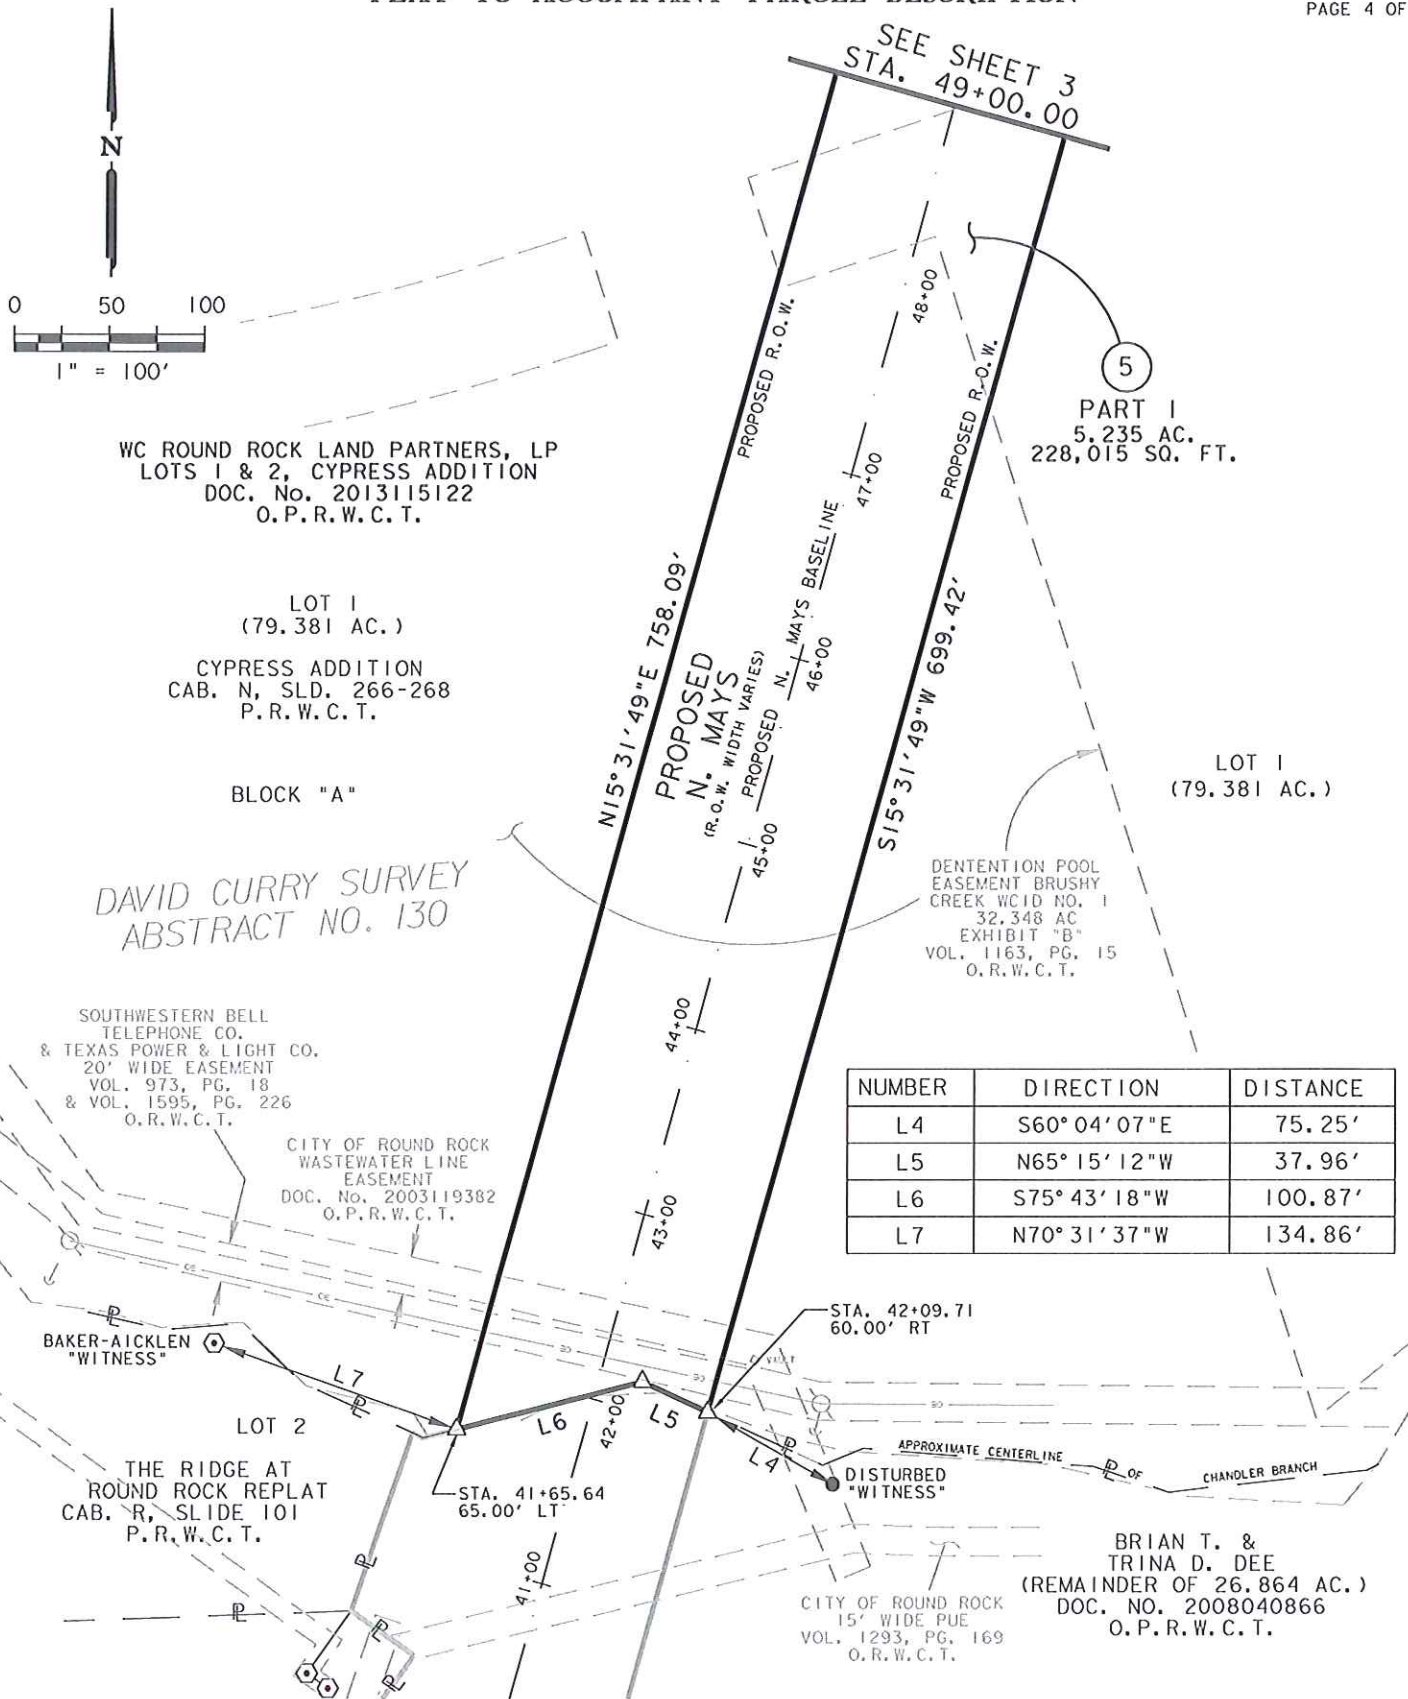 PLAT TO ACCOMPANY PARCEL DESCRIPTION
PAGE 4 OF
SEE SHEET 3
STA. 49+00.00
N
0 50 100
1" = 100'
48+00
PROPOSED R.O.W.
PROPOSED R.O.W.
5
PART 1
5.235 AC.
228,015 SQ. FT.
WC ROUND ROCK LAND PARTNERS, LP
LOTS 1 & 2, CYPRESS ADDITION
DOC. No. 2013115122
O.P.R.W.C.T.
47+00
LOT 1
(79.381 AC.)
CYPRESS ADDITION
CAB. N, SLD. 266-268
P.R.W.C.T.
BLOCK "A"
N15°31'49"E 758.09'
PROPOSED
N. MAYS
(R.O.W. WIDTH VARIES)
PROPOSED N. MAYS BASELINE
46+00
S15°31'49"W 699.42'
LOT 1
(79.381 AC.)
45+00
DAVID CURRY SURVEY
ABSTRACT NO. 130
DENTENTION POOL
EASEMENT BRUSHY
CREEK WCID NO. 1
32.348 AC
EXHIBIT "B"
VOL. 1163, PG. 15
O.R.W.C.T.
44+00
SOUTHWESTERN BELL
TELEPHONE CO.
& TEXAS POWER & LIGHT CO.
20' WIDE EASEMENT
VOL. 973, PG. 18
& VOL. 1595, PG. 226
O.R.W.C.T.
CITY OF ROUND ROCK
WASTEWATER LINE
EASEMENT
DOC. No. 2003119382
O.P.R.W.C.T.
NUMBER DIRECTION DISTANCE
L4 S60°04'07"E 75.25'
L5 N65°15'12"W 37.96'
L6 S75°43'18"W 100.87'
L7 N70°31'37"W 134.86'
43+00
STA. 42+09.71
60.00' RT
BAKER-AICKLEN
"WITNESS"
L7
L6
42+00
L5
L4
VAULT
LOT 2
THE RIDGE AT
ROUND ROCK REPLAT
CAB. R, SLIDE 101
P.R.W.C.T.
STA. 41+65.64
65.00' LT
DISTURBED
"WITNESS"
APPROXIMATE CENTERLINE OF CHANDLER BRANCH
41+00
CITY OF ROUND ROCK
15' WIDE PUE
VOL. 1293, PG. 169
O.R.W.C.T.
BRIAN T. &
TRINA D. DEE
(REMAINDER OF 26.864 AC.)
DOC. NO. 2008040866
O.P.R.W.C.T.